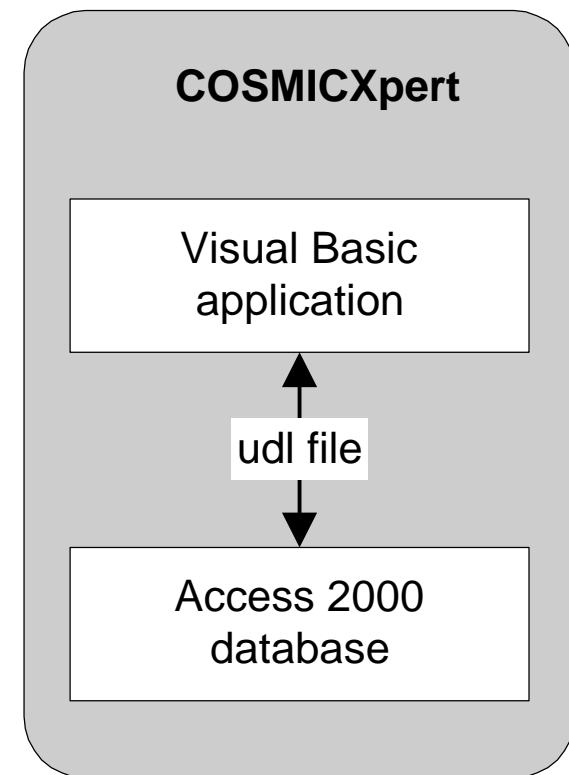 COSMICXpert
Visual Basic
application
udl file
Access 2000
database